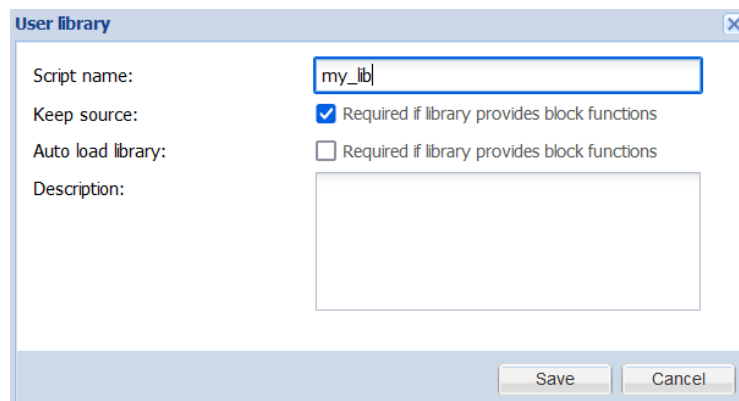 User library
Script name: my_lib
Keep source: Required if library provides block functions
Auto load library: Required if library provides block functions
Description:
Save Cancel